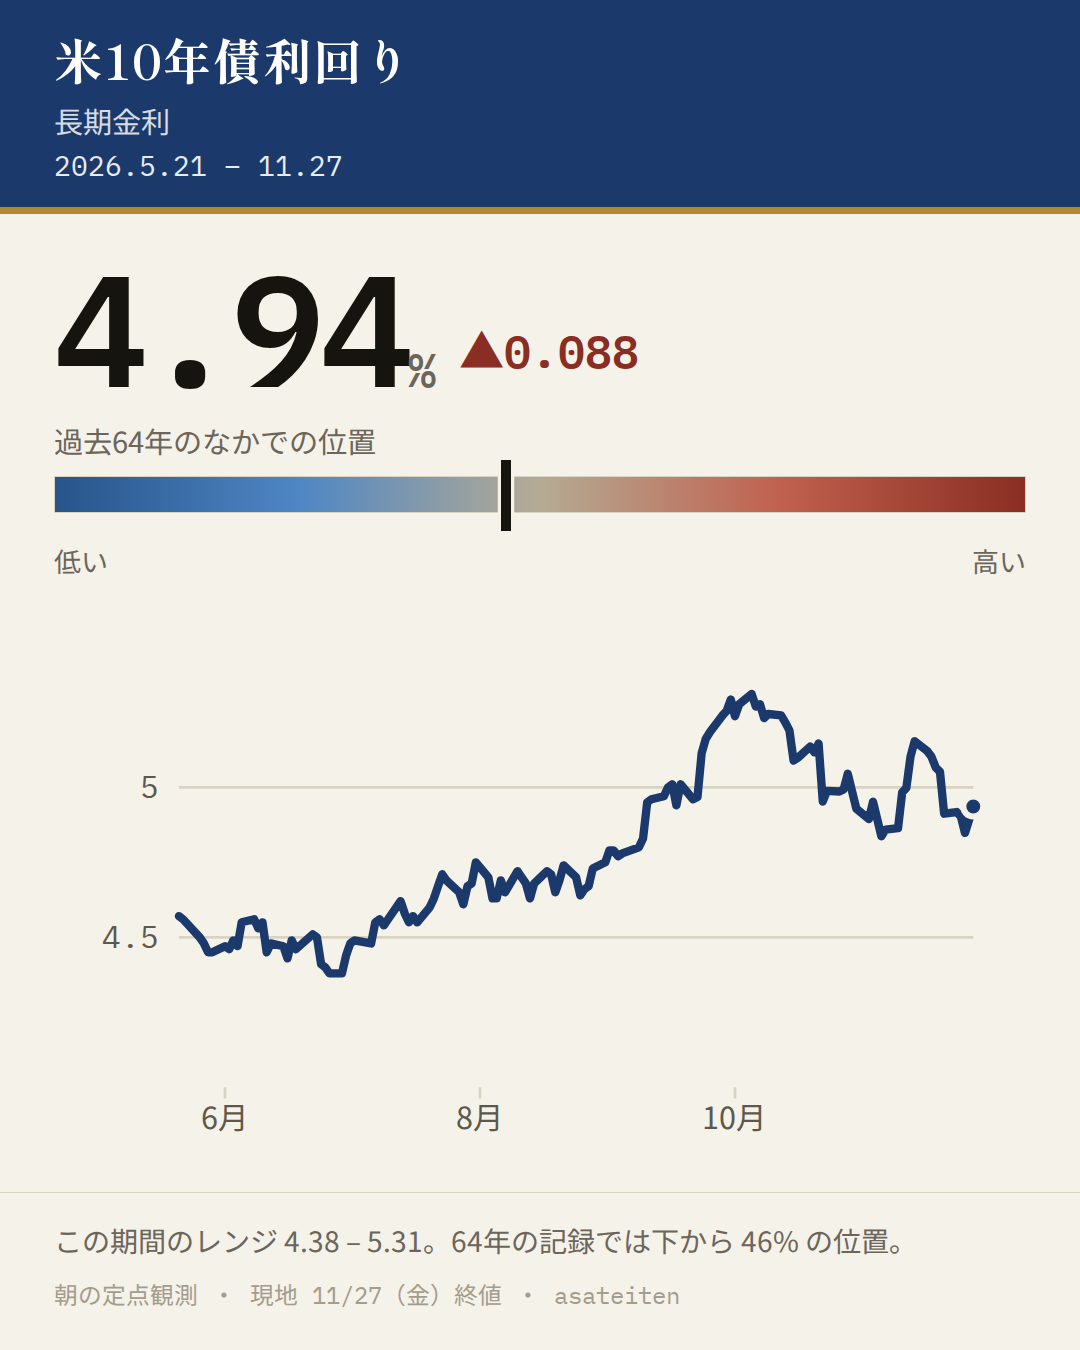 米10年債利回り
長期金利
2026.5.21 – 11.27
4.94% ▲0.088
過去64年のなかでの位置
低い 高い
5
4.5
6月 8月 10月
この期間のレンジ 4.38 – 5.31。64年の記録では下から 46% の位置。
朝の定点観測 ・ 現地 11/27（金）終値 ・ asateiten